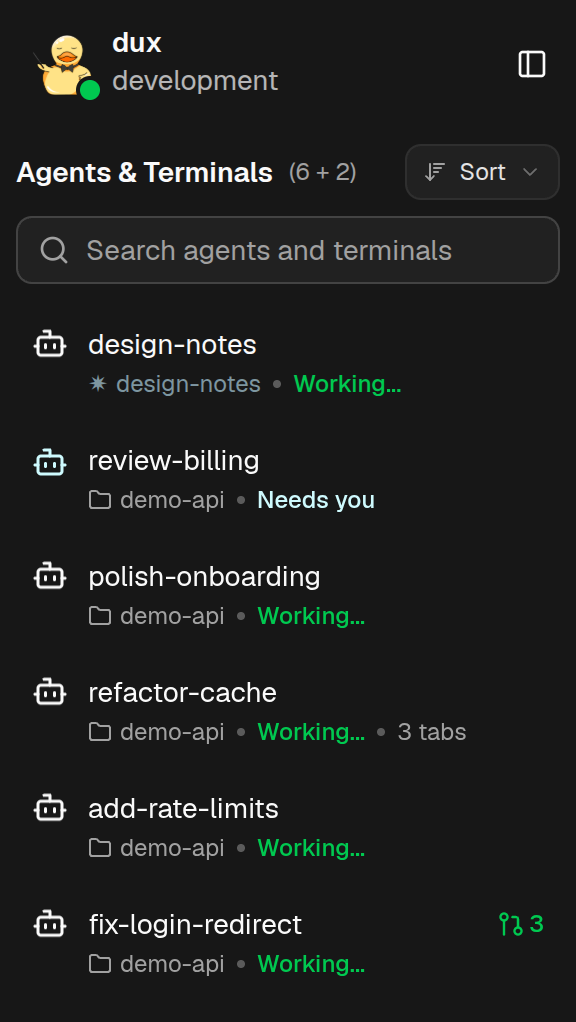 dux
development
Agents & Terminals (6 + 2) Sort
Search agents and terminals
design-notes
design-notes • Working...
review-billing
demo-api • Needs you
polish-onboarding
demo-api • Working...
refactor-cache
demo-api • Working... • 3 tabs
add-rate-limits
demo-api • Working...
fix-login-redirect 3
demo-api • Working...